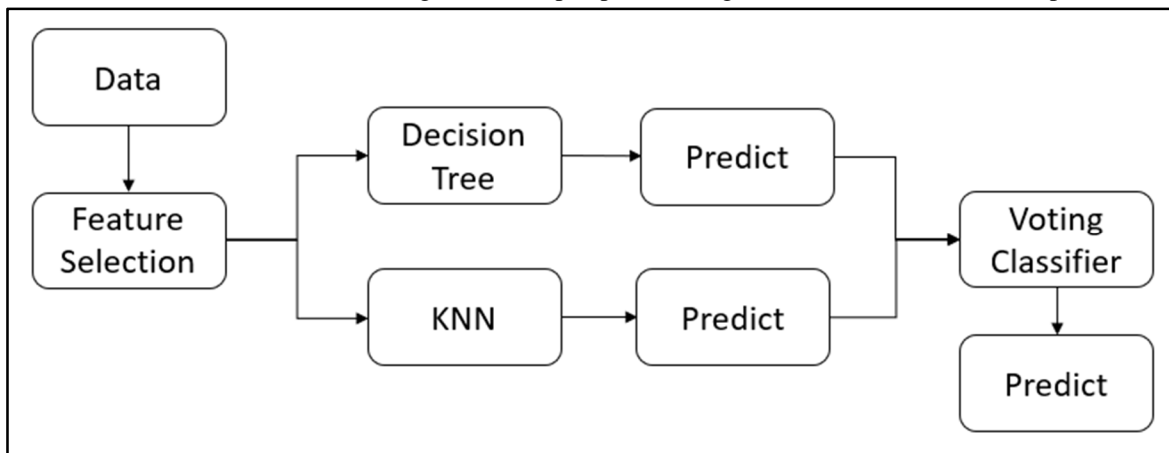 Data
Feature
Selection
Decision
Tree
Predict
KNN
Predict
Voting
Classifier
Predict